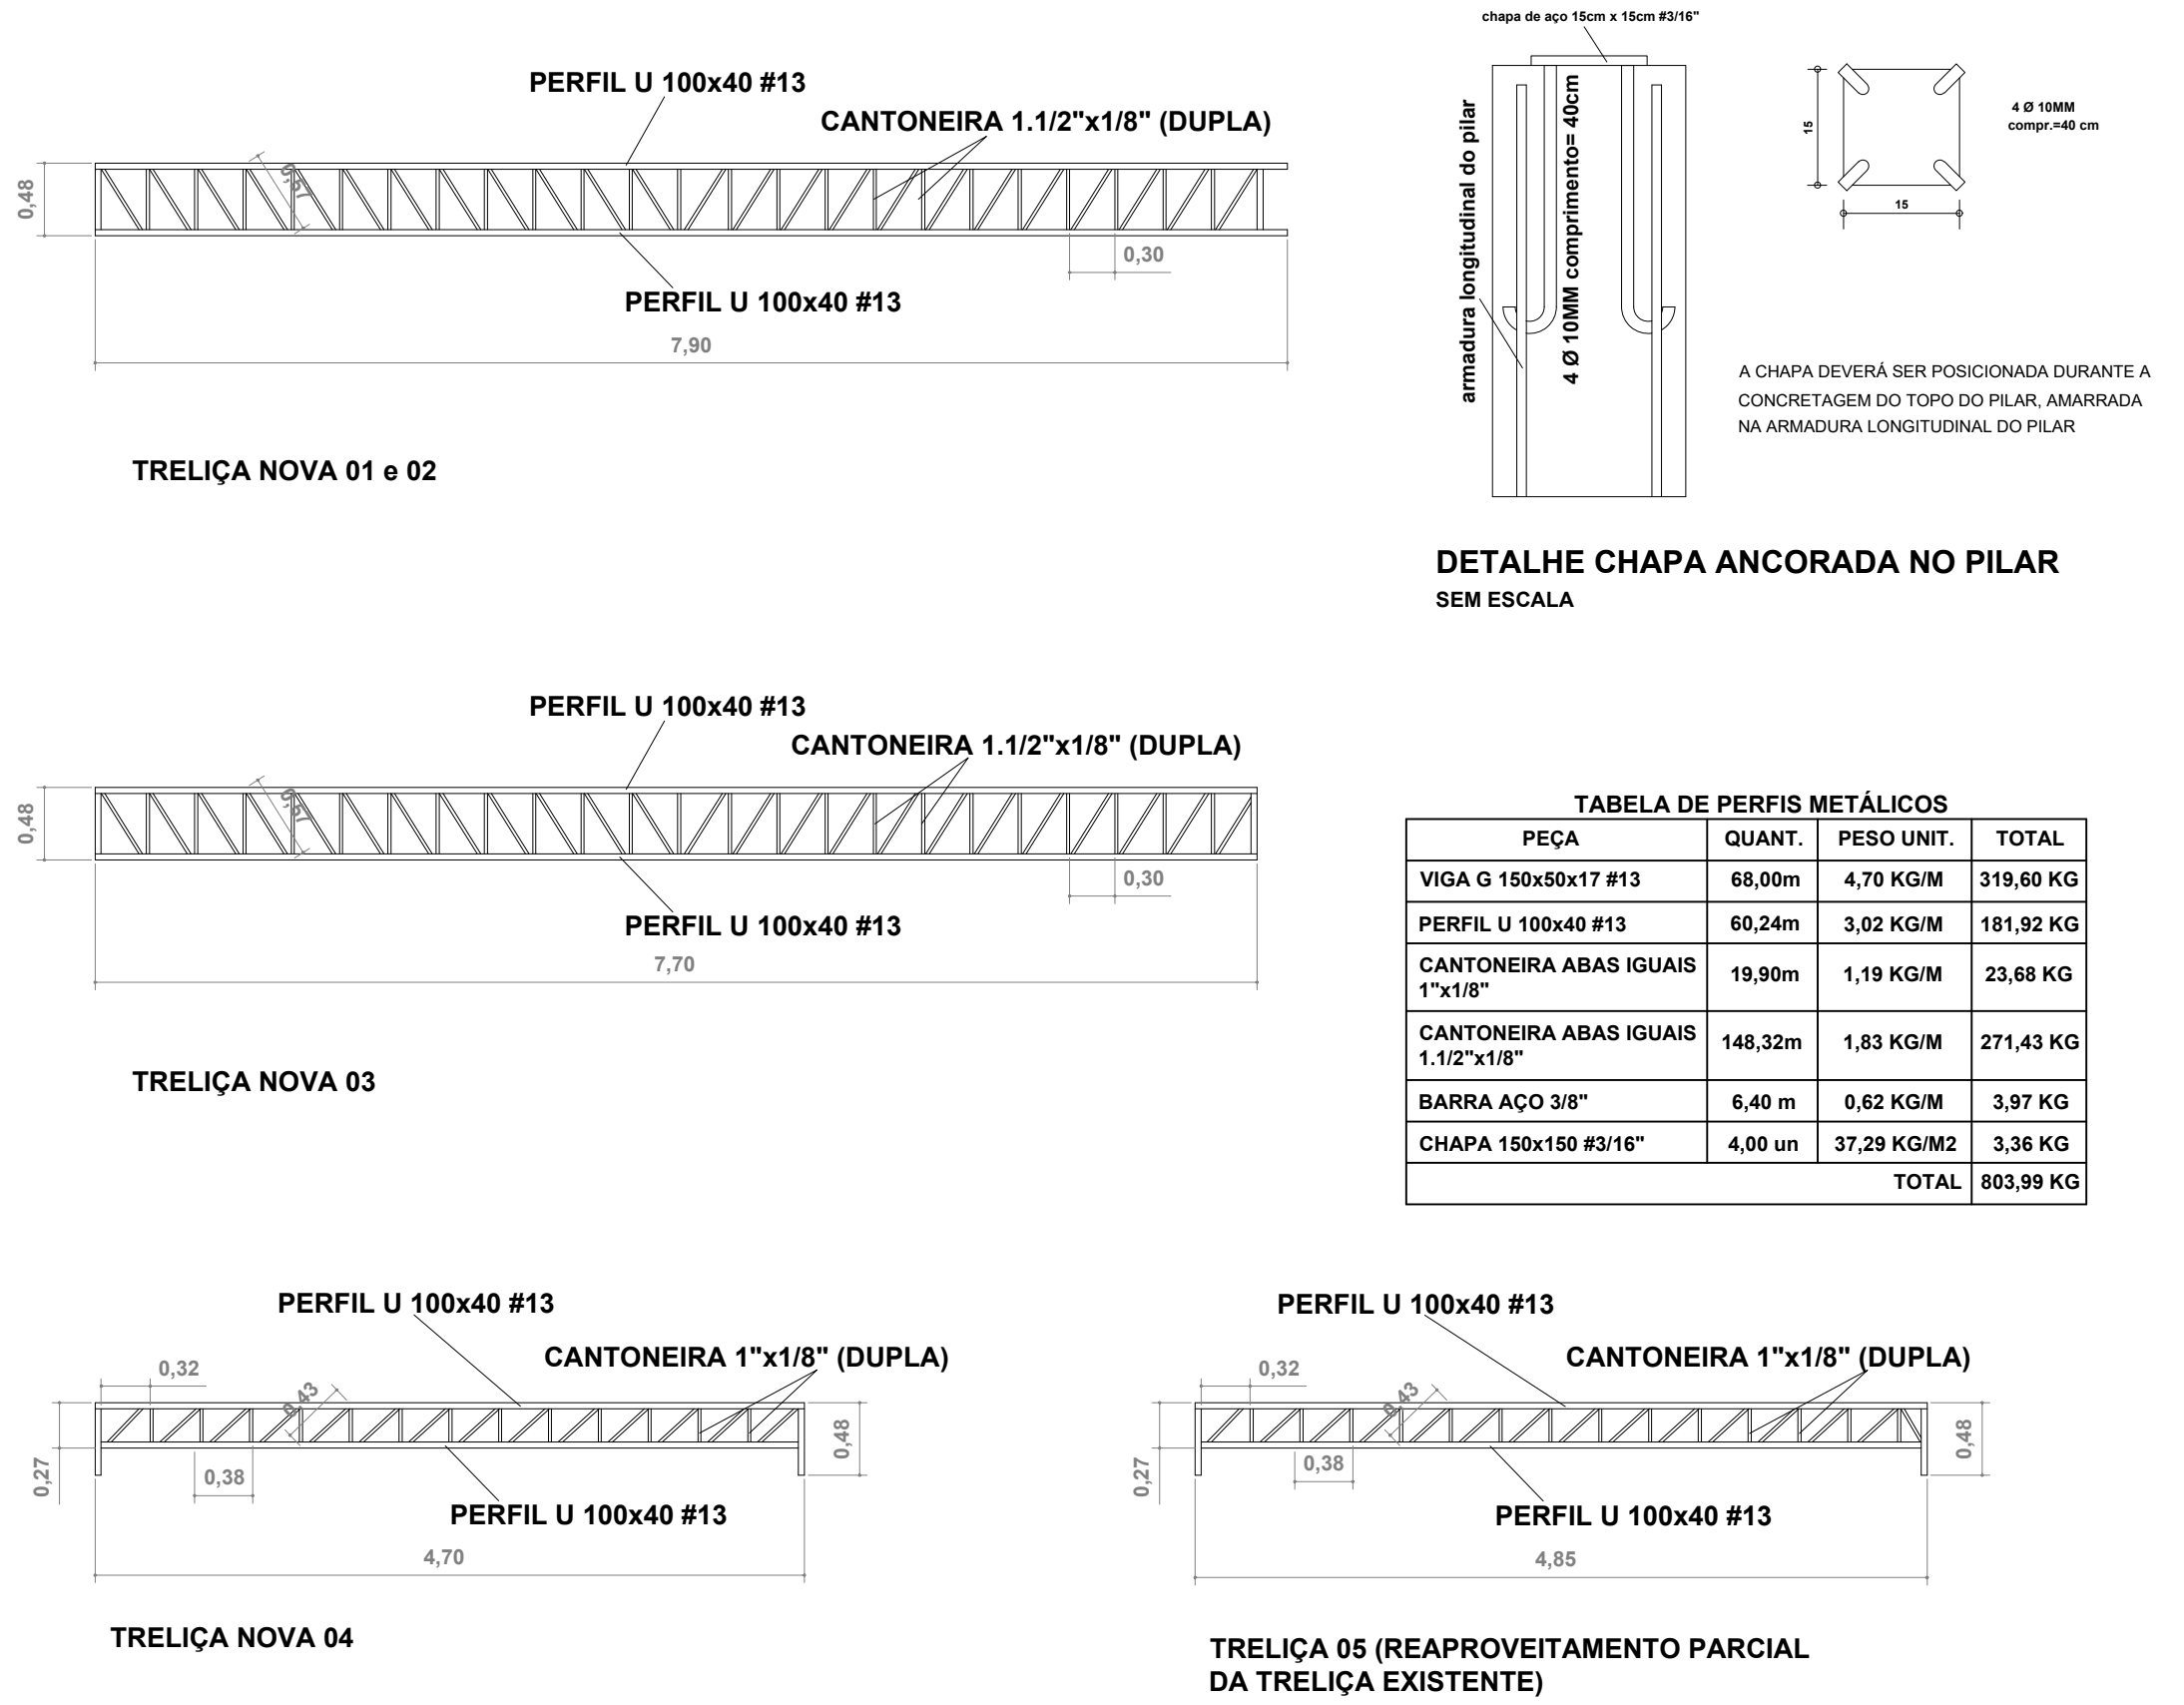 chapa de aço 15cm x 15cm #3/16"
PERFIL U 100x40 #13
CANTONEIRA 1.1/2"x1/8" (DUPLA)
0,48
0,57
0,30
PERFIL U 100x40 #13
7,90
TRELIÇA NOVA 01 e 02
armadura longitudinal do pilar
4 Ø 10MM comprimento= 40cm
15
15
4 Ø 10MM
compr.=40 cm
A CHAPA DEVERÁ SER POSICIONADA DURANTE A
CONCRETAGEM DO TOPO DO PILAR, AMARRADA
NA ARMADURA LONGITUDINAL DO PILAR
DETALHE CHAPA ANCORADA NO PILAR
SEM ESCALA
PERFIL U 100x40 #13
CANTONEIRA 1.1/2"x1/8" (DUPLA)
0,48
0,57
0,30
PERFIL U 100x40 #13
7,70
TRELIÇA NOVA 03
TABELA DE PERFIS METÁLICOS
PEÇA QUANT. PESO UNIT. TOTAL
VIGA G 150x50x17 #13 68,00m 4,70 KG/M 319,60 KG
PERFIL U 100x40 #13 60,24m 3,02 KG/M 181,92 KG
CANTONEIRA ABAS IGUAIS
1"x1/8" 19,90m 1,19 KG/M 23,68 KG
CANTONEIRA ABAS IGUAIS
1.1/2"x1/8" 148,32m 1,83 KG/M 271,43 KG
BARRA AÇO 3/8" 6,40 m 0,62 KG/M 3,97 KG
CHAPA 150x150 #3/16" 4,00 un 37,29 KG/M2 3,36 KG
TOTAL 803,99 KG
PERFIL U 100x40 #13
CANTONEIRA 1"x1/8" (DUPLA)
0,32
0,43
0,27
0,48
0,38
PERFIL U 100x40 #13
4,70
TRELIÇA NOVA 04
PERFIL U 100x40 #13
CANTONEIRA 1"x1/8" (DUPLA)
0,32
0,43
0,27
0,48
0,38
PERFIL U 100x40 #13
4,85
TRELIÇA 05 (REAPROVEITAMENTO PARCIAL
DA TRELIÇA EXISTENTE)